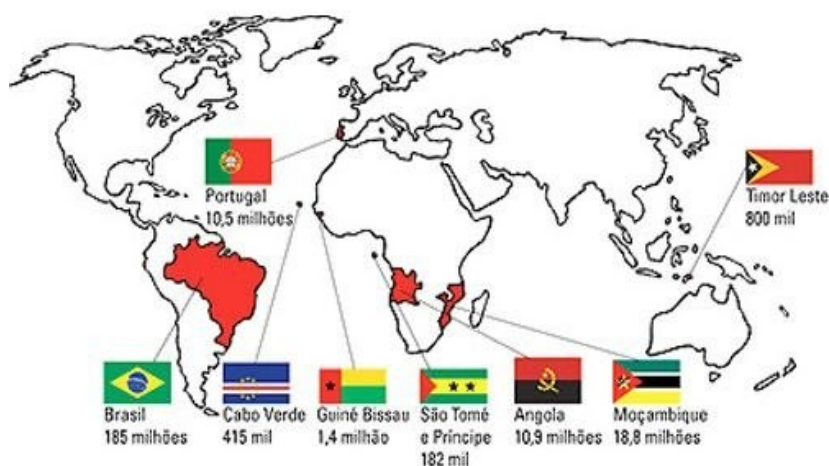 Portugal
10,5 milhões
Timor Leste
800 mil
Brasil
185 milhões
Cabo Verde
415 mil
Guiné Bissau
1,4 milhão
São Tomé
e Príncipe
182 mil
Angola
10,9 milhões
Moçambique
18,8 milhões